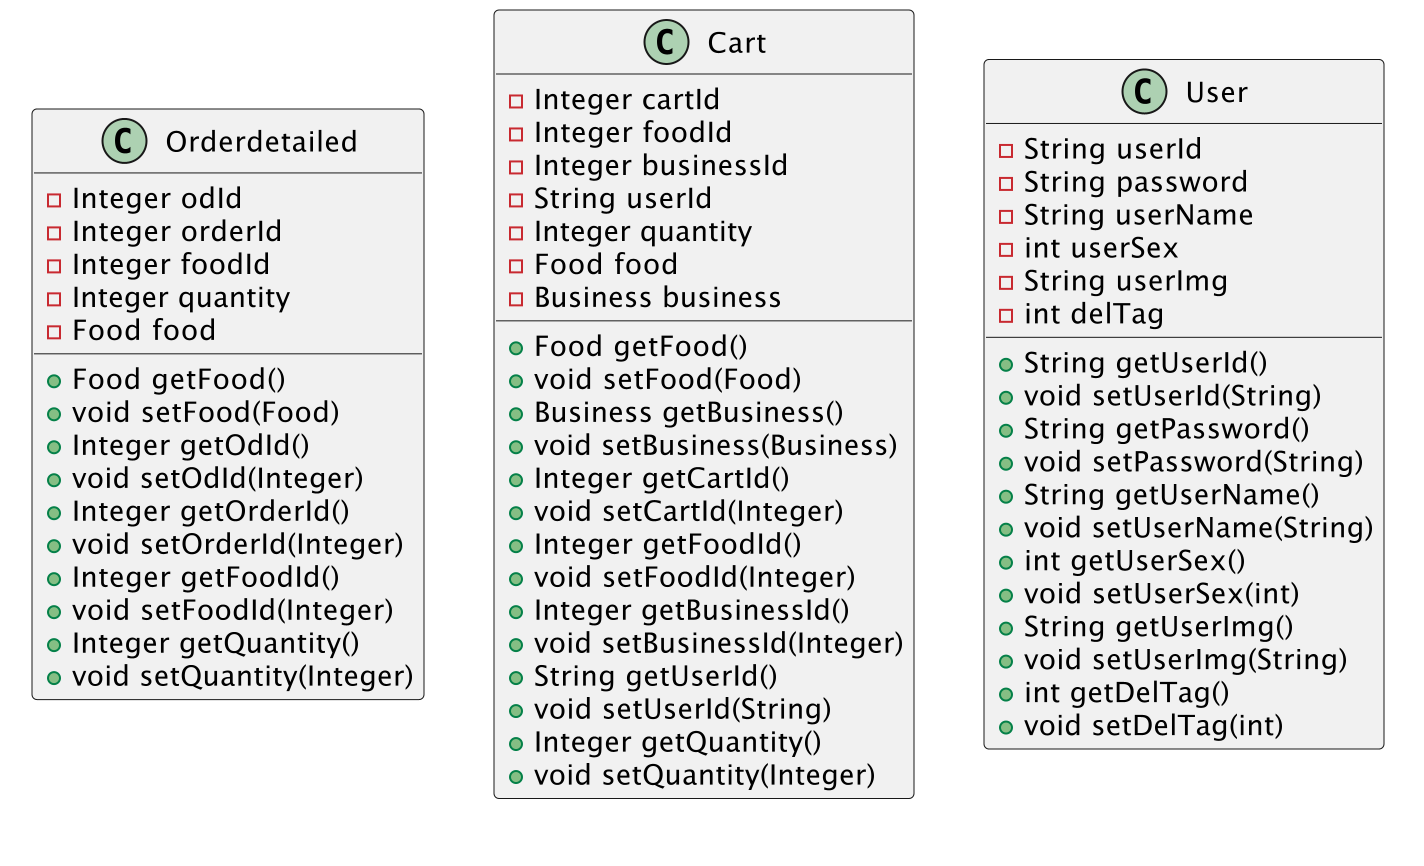 C Orderdetailed
Integer odId
Integer orderId
Integer foodId
Integer quantity
Food food
Food getFood()
void setFood(Food)
Integer getOdId()
void setOdId(Integer)
Integer getOrderId()
void setOrderId(Integer)
Integer getFoodId()
void setFoodId(Integer)
Integer getQuantity()
void setQuantity(Integer)
C Cart
Integer cartId
Integer foodId
Integer businessId
String userId
Integer quantity
Food food
Business business
Food getFood()
void setFood(Food)
Business getBusiness()
void setBusiness(Business)
Integer getCartId()
void setCartId(Integer)
Integer getFoodId()
void setFoodId(Integer)
Integer getBusinessId()
void setBusinessId(Integer)
String getUserId()
void setUserId(String)
Integer getQuantity()
void setQuantity(Integer)
C User
String userId
String password
String userName
int userSex
String userImg
int delTag
String getUserId()
void setUserId(String)
String getPassword()
void setPassword(String)
String getUserName()
void setUserName(String)
int getUserSex()
void setUserSex(int)
String getUserImg()
void setUserImg(String)
int getDelTag()
void setDelTag(int)